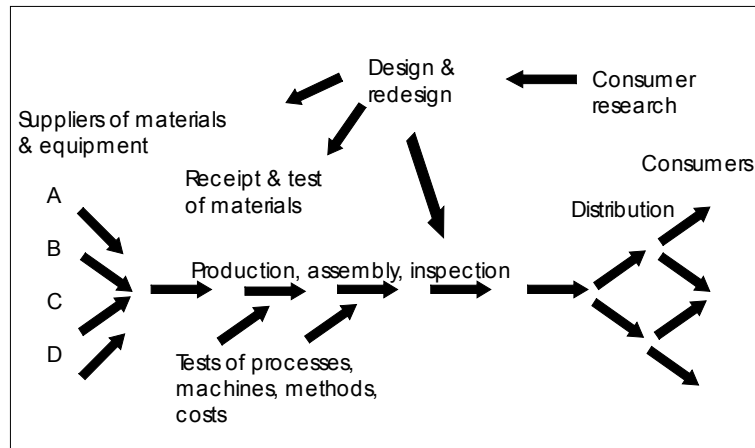 Design &
redesign
Consumer
research
Suppliers of materials
& equipment
Consumers
Receipt & test
of materials
A
Distribution
B
Production, assembly, inspection
C
D
Tests of processes,
machines, methods,
costs